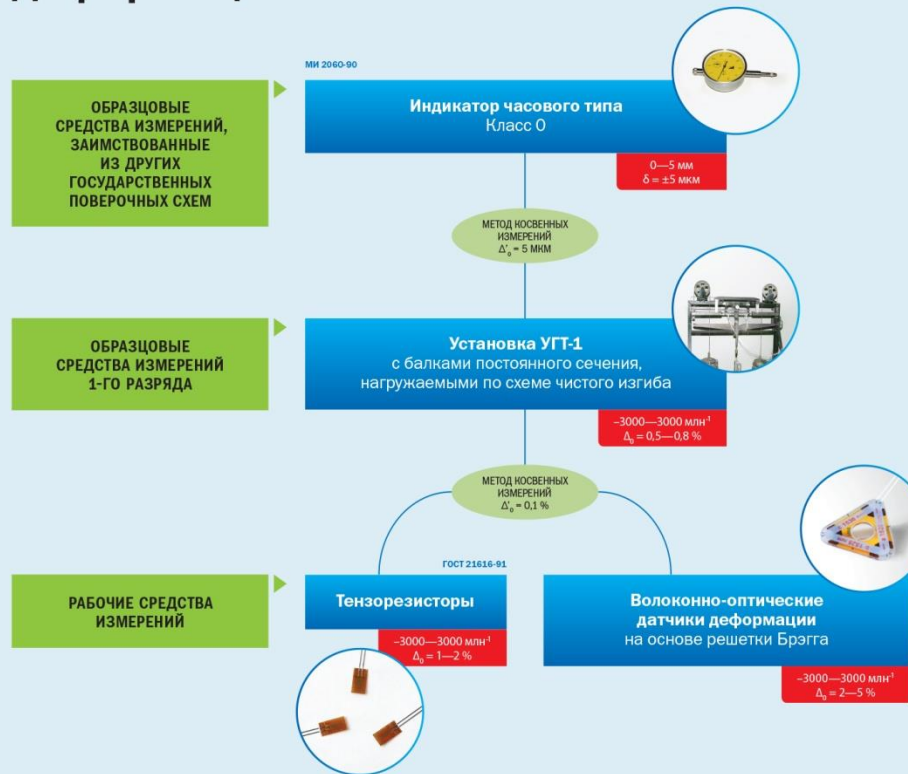 МИ 2060-90
ОБРАЗЦОВЫЕ
СРЕДСТВА ИЗМЕРЕНИЙ,
ЗАИМСТВОВАННЫЕ
ИЗ ДРУГИХ
ГОСУДАРСТВЕННЫХ
ПОВЕРОЧНЫХ СХЕМ
Индикатор часового типа
Класс 0
0—5 мм
δ = ±5 мкм
МЕТОД КОСВЕННЫХ
ИЗМЕРЕНИЙ
Δ'₀ = 5 МКМ
ОБРАЗЦОВЫЕ
СРЕДСТВА ИЗМЕРЕНИЙ
1-ГО РАЗРЯДА
Установка УГТ-1
с балками постоянного сечения,
нагружаемыми по схеме чистого изгиба
–3000—3000 млн⁻¹
Δ₀ = 0,5—0,8 %
МЕТОД КОСВЕННЫХ
ИЗМЕРЕНИЙ
Δ'₀ = 0,1 %
РАБОЧИЕ СРЕДСТВА
ИЗМЕРЕНИЙ
ГОСТ 21616-91
Тензорезисторы
–3000—3000 млн⁻¹
Δ₀ = 1—2 %
Волоконно-оптические
датчики деформации
на основе решетки Брэгга
–3000—3000 млн⁻¹
Δ₀ = 2—5 %